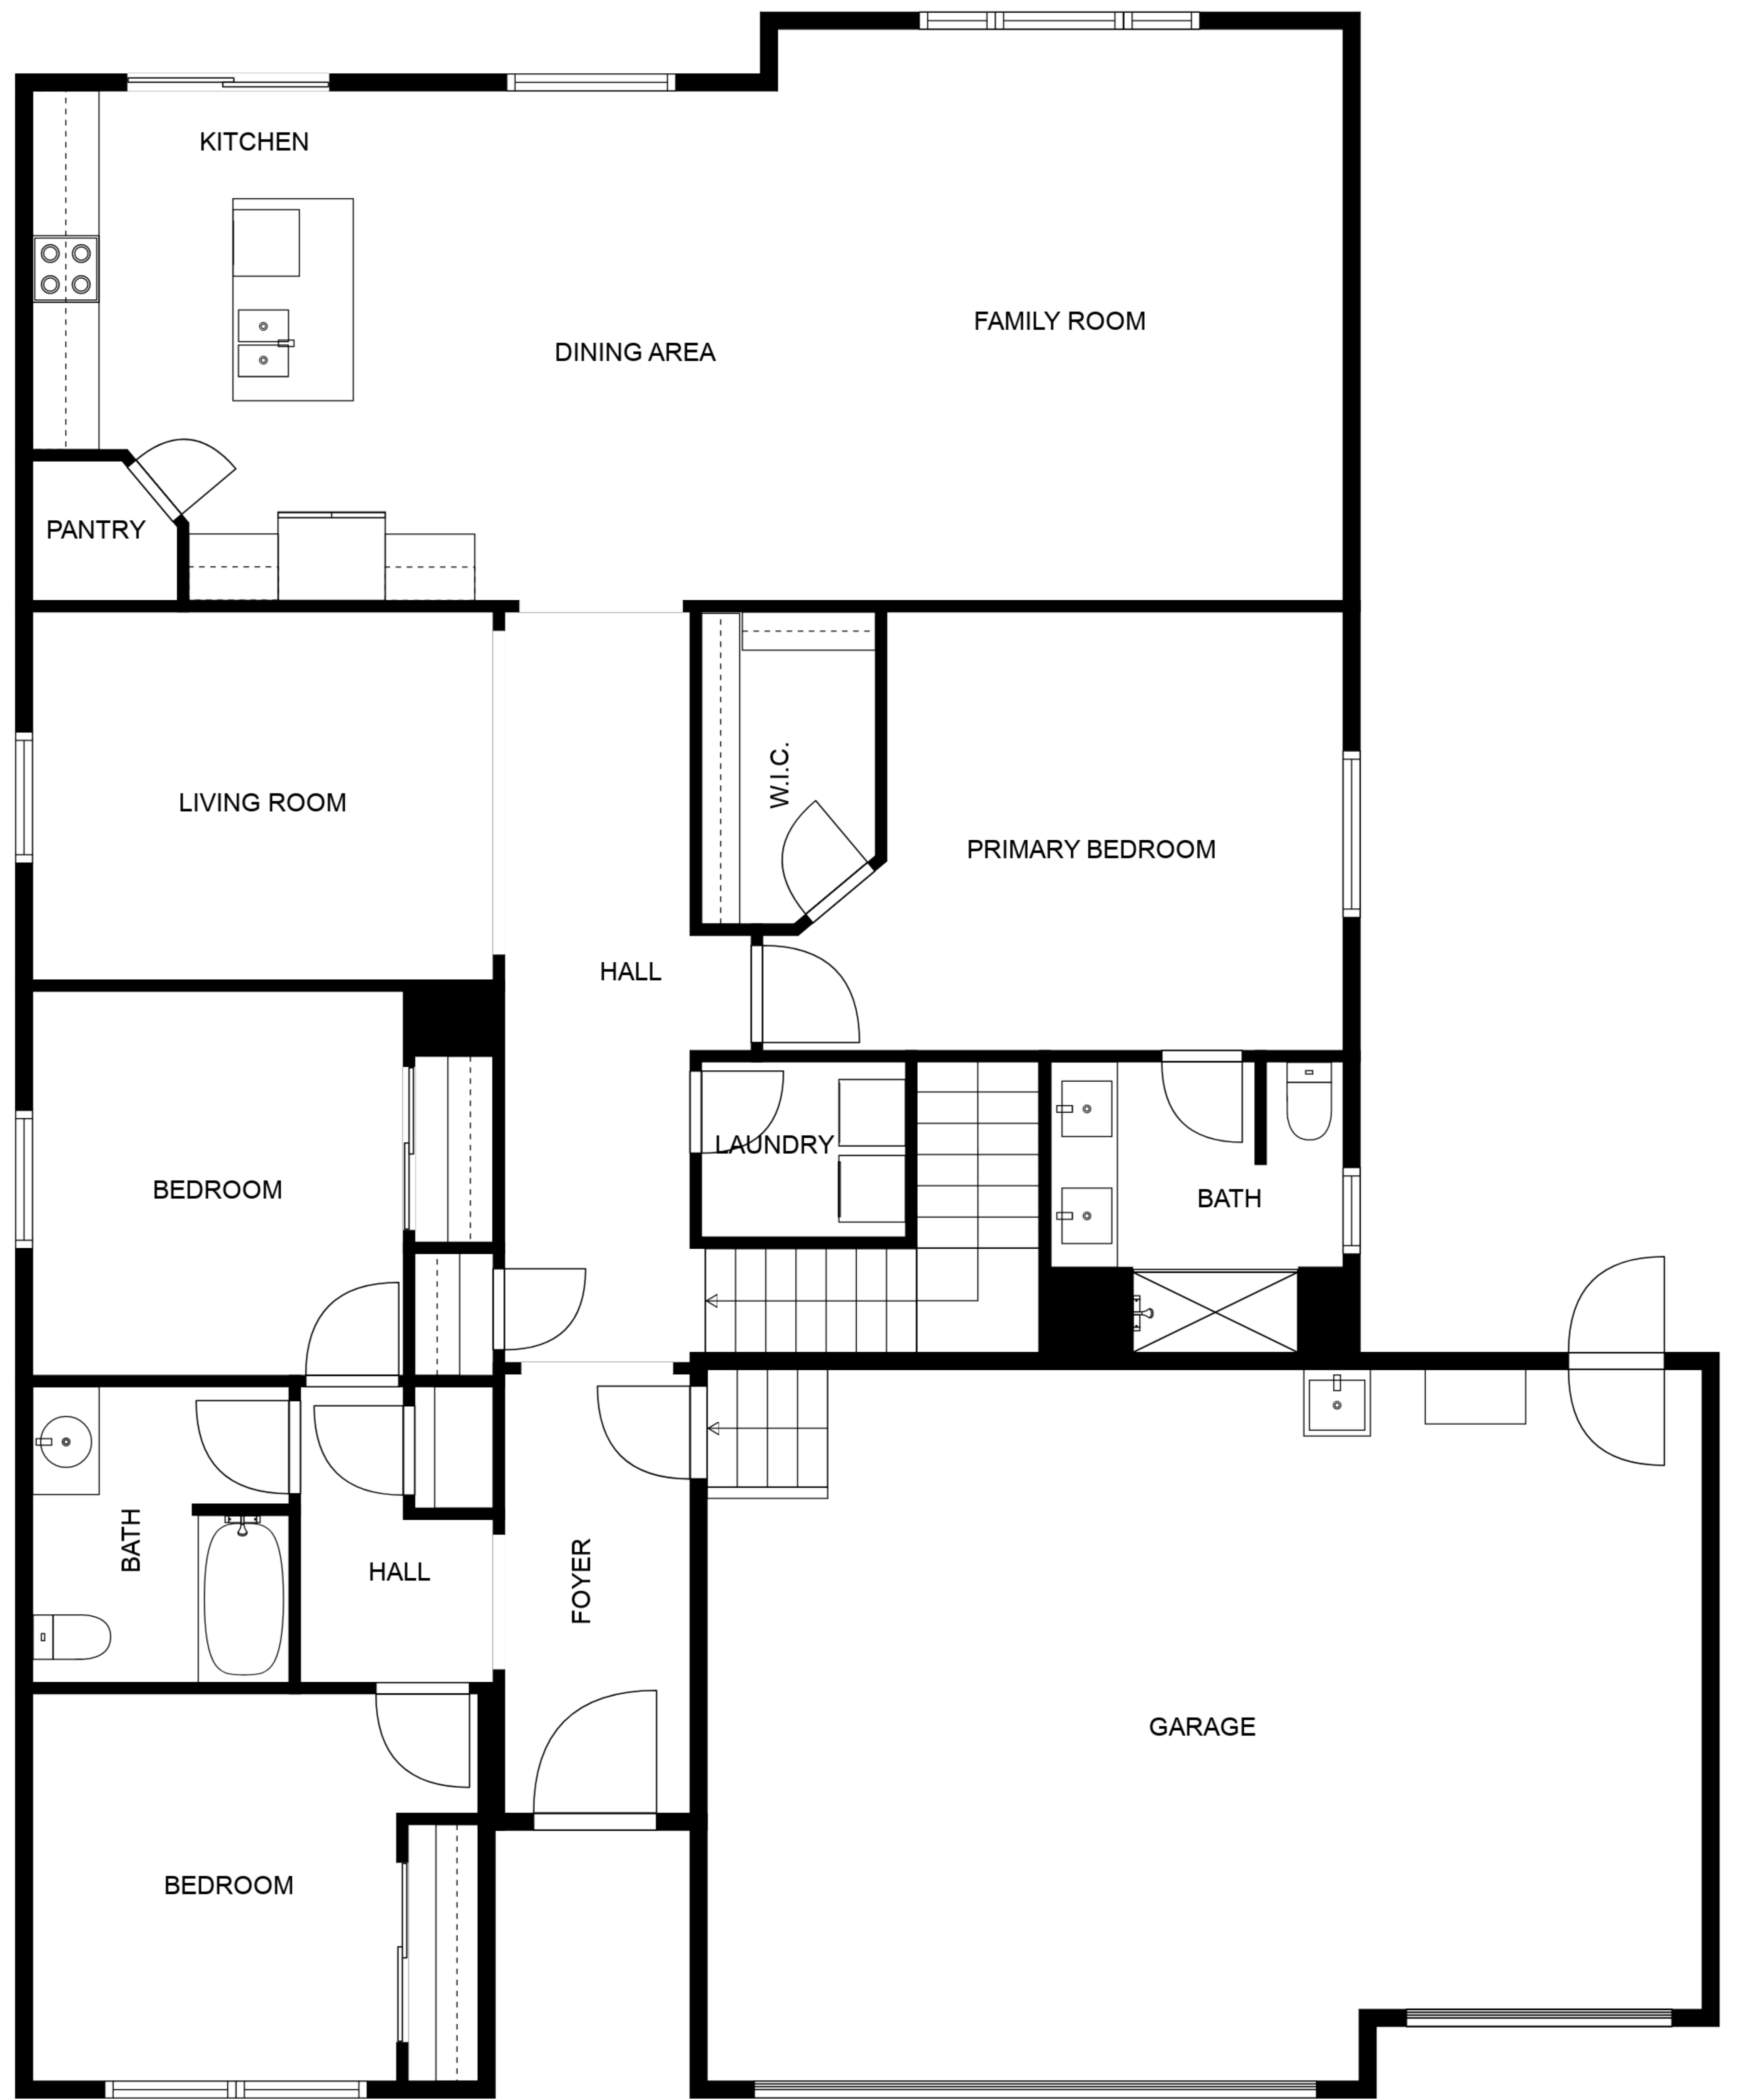 KITCHEN
FAMILY ROOM
DINING AREA
PANTRY
W.I.C.
LIVING ROOM
PRIMARY BEDROOM
HALL
LAUNDRY
BEDROOM
BATH
BATH
HALL
FOYER
GARAGE
BEDROOM